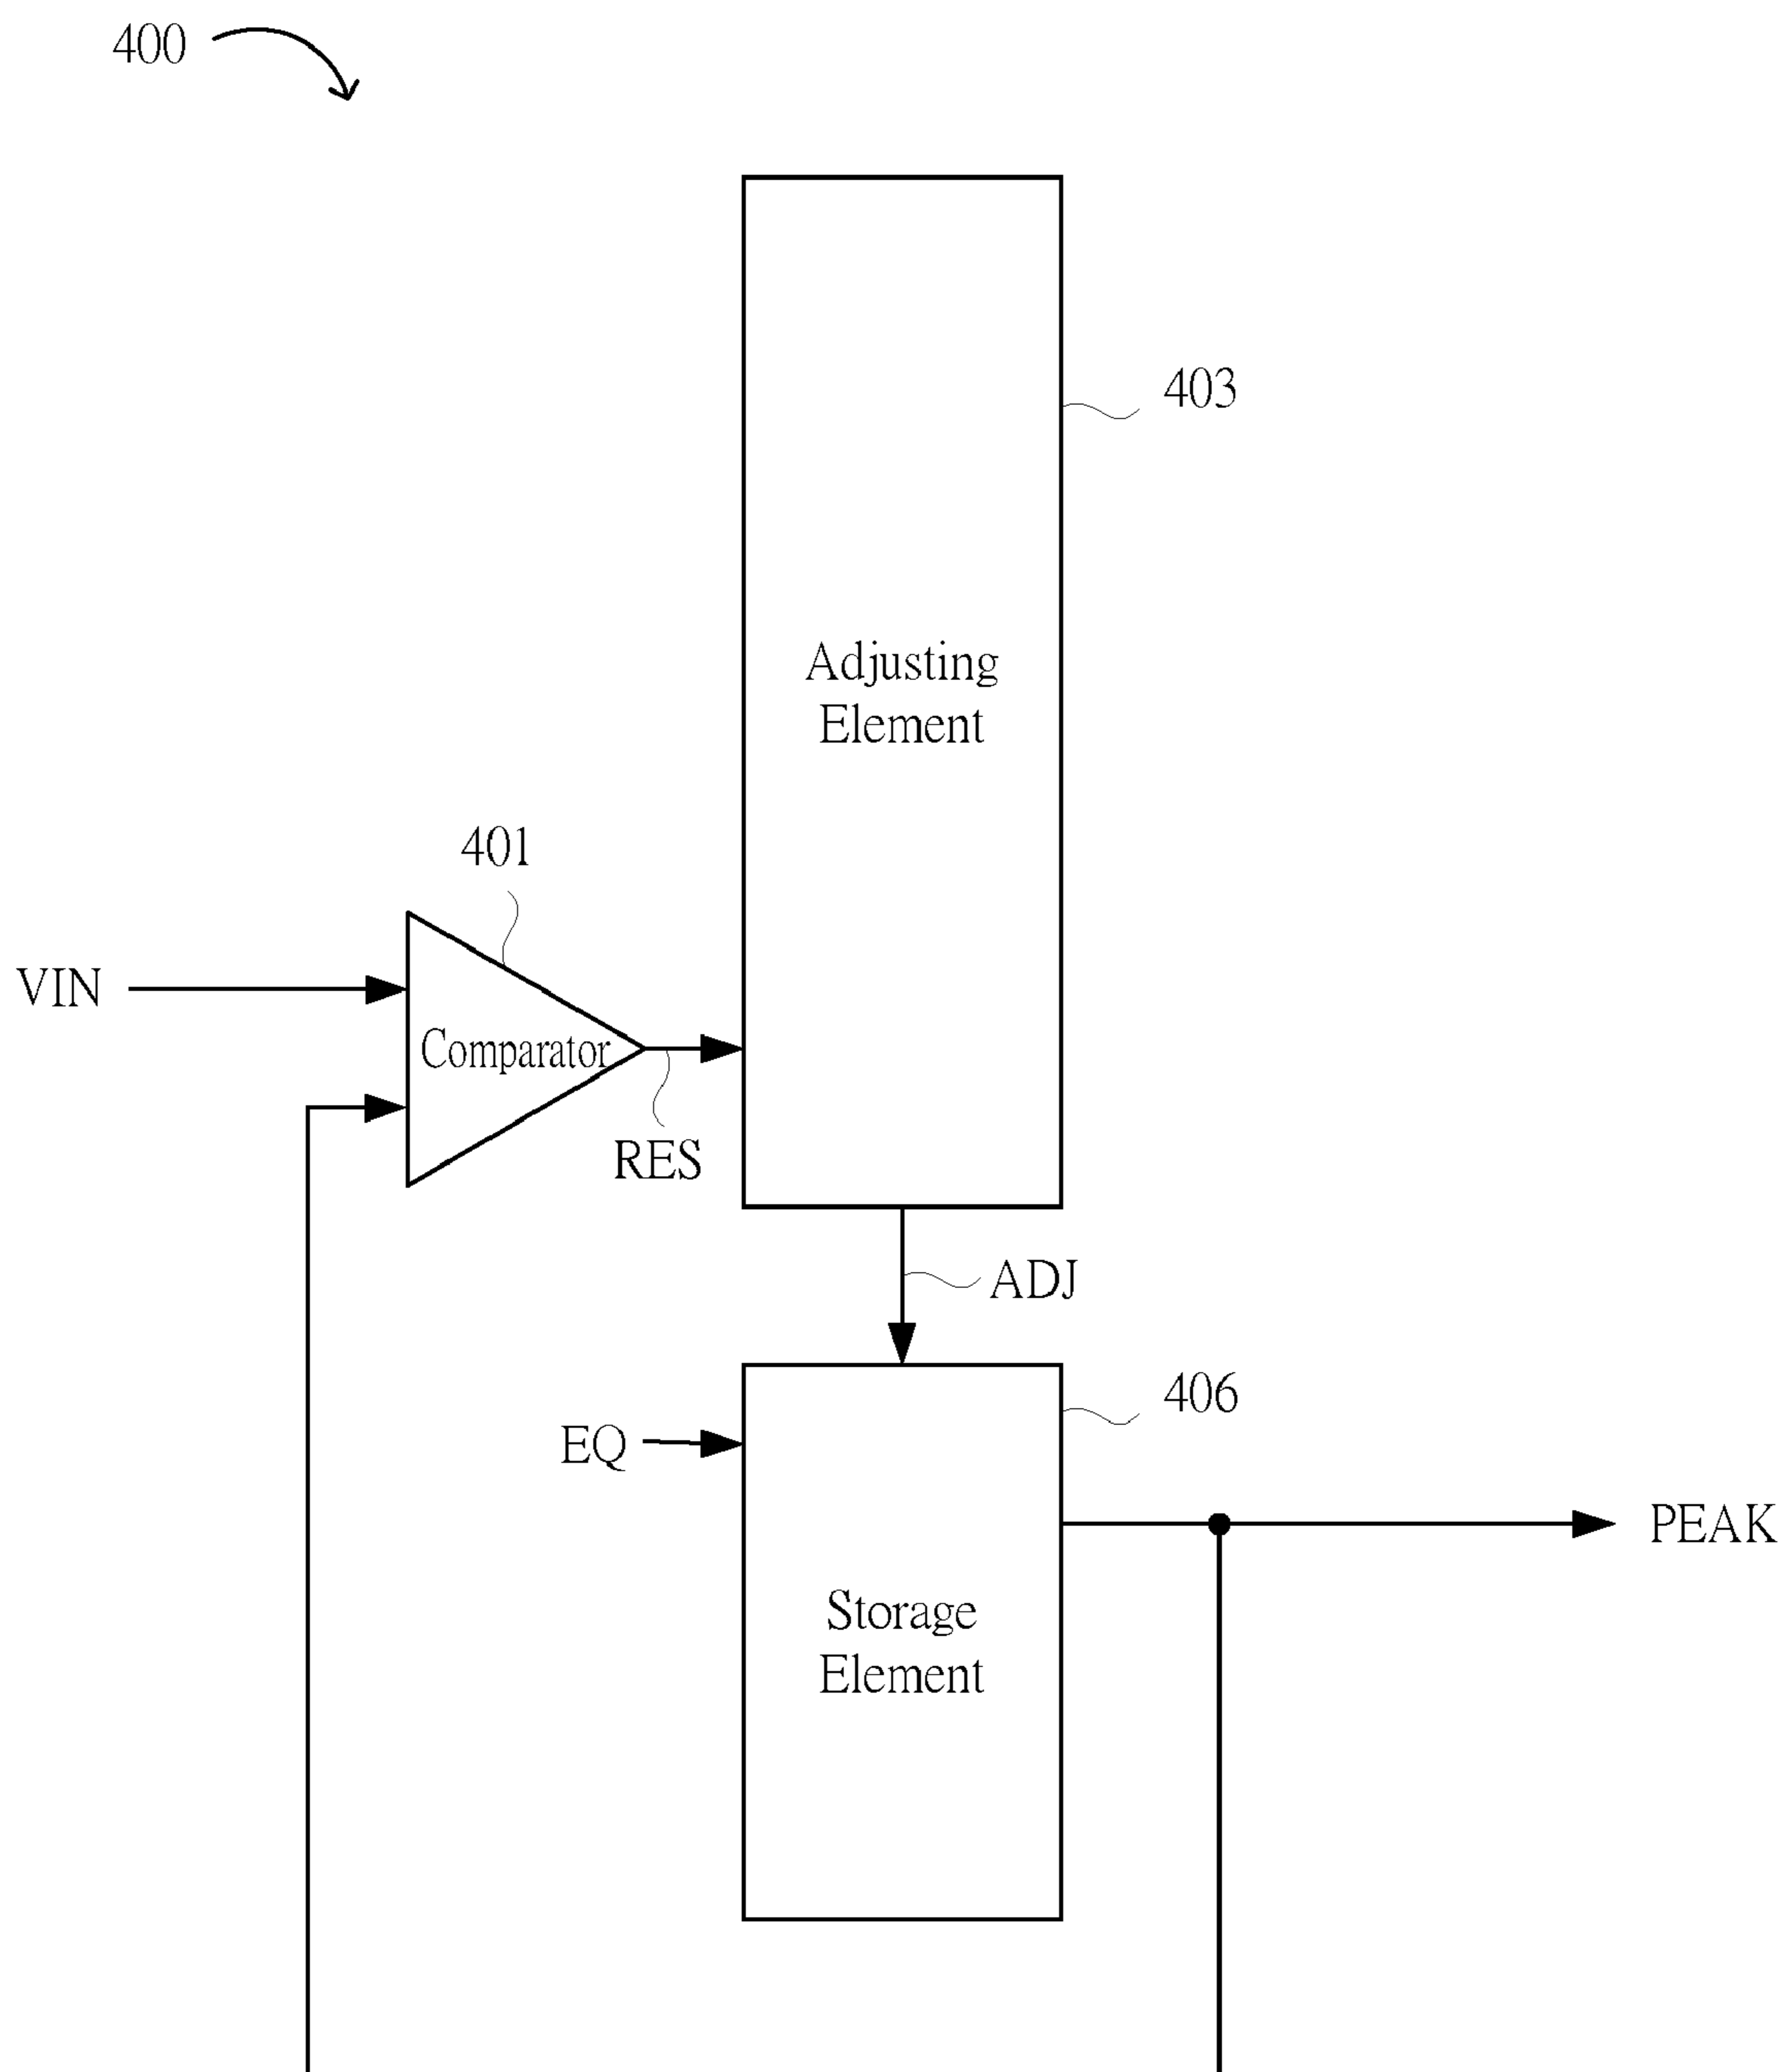 400
403
Adjusting
Element
401
VIN
Comparator
RES
ADJ
406
EQ
PEAK
Storage
Element